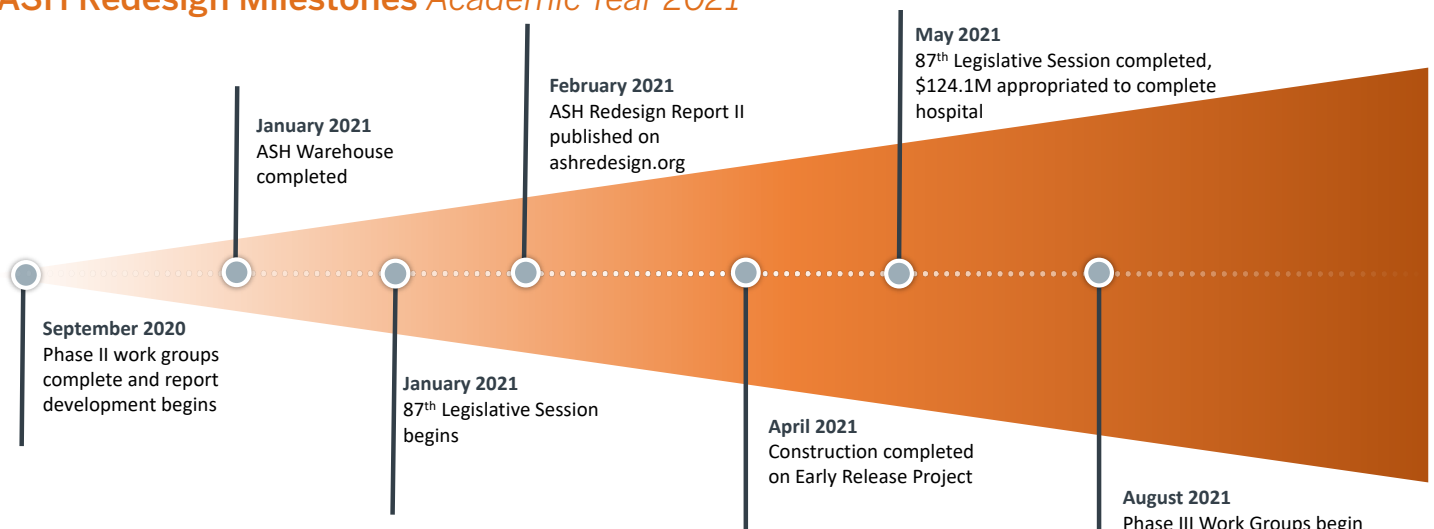 ASH Redesign Milestones Academic Year 2021
January 2021
ASH Warehouse
completed
February 2021
ASH Redesign Report II
published on
ashredesign.org
May 2021
87th Legislative Session completed,
$124.1M appropriated to complete
hospital
September 2020
Phase II work groups
complete and report
development begins
January 2021
87th Legislative Session
begins
April 2021
Construction completed
on Early Release Project
August 2021
Phase III Work Groups begin